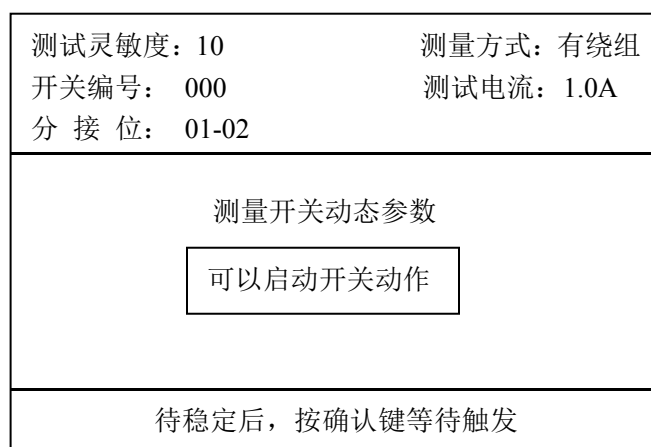 测试灵敏度：10 测量方式：有绕组
开关编号： 000 测试电流：1.0A
分 接 位： 01-02
测量开关动态参数
可以启动开关动作
待稳定后，按确认键等待触发